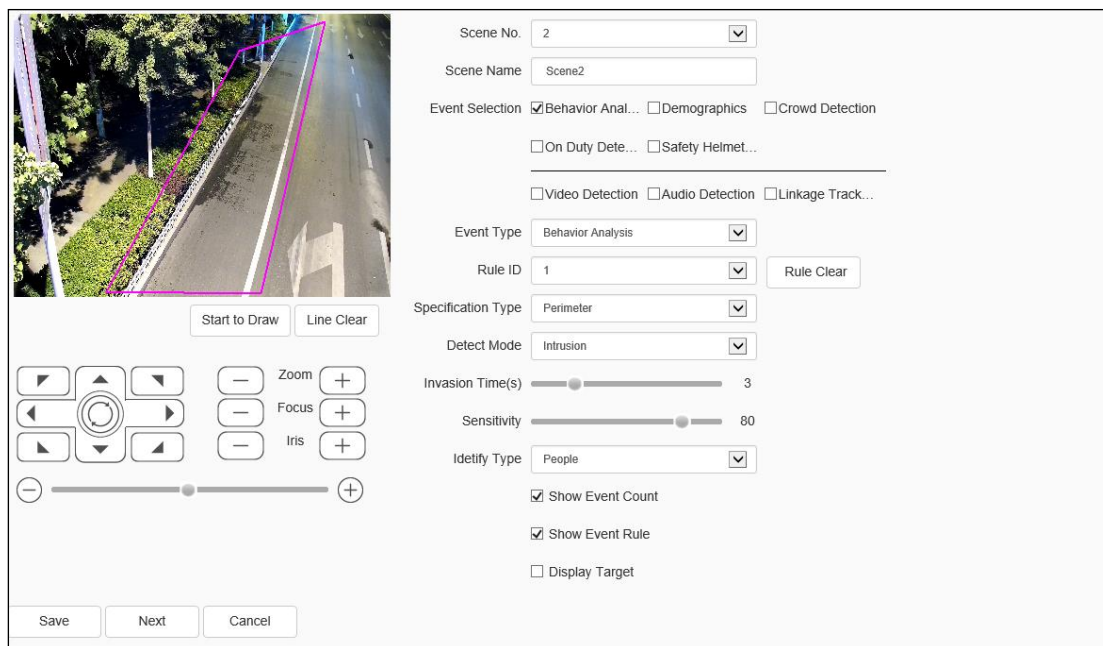 Scene No. 2
Scene Name Scene2
Event Selection Behavior Anal... Demographics Crowd Detection
On Duty Dete... Safety Helmet...
Video Detection Audio Detection Linkage Track...
Event Type Behavior Analysis
Rule ID 1 Rule Clear
Specification Type Perimeter
Start to Draw Line Clear
Detect Mode Intrusion
Invasion Time(s) 3
Zoom
Focus
Iris
Sensitivity 80
Idetify Type People
Show Event Count
Show Event Rule
Display Target
Save Next Cancel